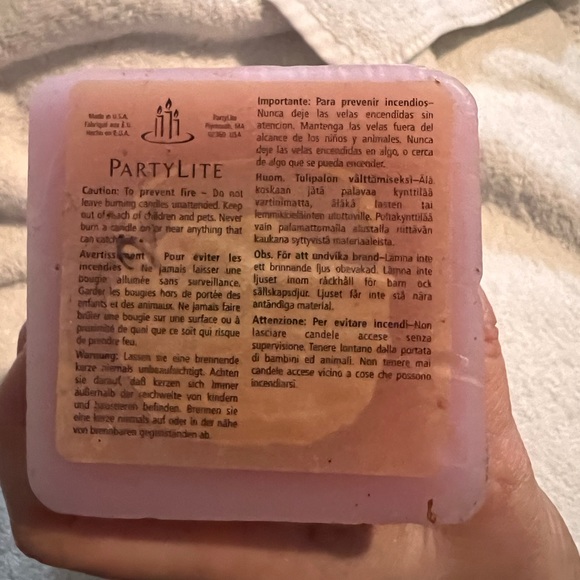 Made in U.S.A.
Fabriqué aux É.U.
Hecho en E.U.A.
PartyLite
Plymouth, MA
02360 USA
PARTYLITE
Caution: To prevent fire – Do not
leave burning candles unattended. Keep
out of reach of children and pets. Never
burn a candle on or near anything that
can catch
Avertissement Pour éviter les
incendies – Ne jamais laisser une
bougie allumée sans surveillance.
Garder les bougies hors de portée des
enfants et des animaux. Ne jamais faire
brûler une bougie sur une surface ou à
proximité de quoi que ce soit qui risque
de prendre feu.
Warnung: Lassen sie eine brennende
kerze niemals unbeaufsichtigt. Achten
sie darauf, daß kerzen sich immer
außerhalb der reichweite von kindern
und haustieren befinden. Brennen sie
eine kerze niemals auf oder in der nähe
von brennbaren gegenständen ab.
Importante: Para prevenir incendios–
Nunca deje las velas encendidas sin
atencion. Mantenga las velas fuera del
alcance de los niños y animales. Nunca
deje las velas encendidas en algo, o cerca
de algo que se pueda encender.
Huom. Tulipalon välttämiseksi–Älä
koskaan jätä palavaa kynttilää
vartioimatta, äläkä lasten tai
lemmikkieläinten ulottuville. Poltakynttilää
vain palamattomalla alustalla riittävän
kaukana syttyvistä materiaaleista.
Obs. För att undvika brand–Lämna inte
ett brinnande ljus obevakad. Lämna inte
ljuset inom räckhåll för barn ock
sällskapsdjur. Ljuset får inte stå nära
antändiga material.
Attenzione: Per evitare incendi–Non
lasciare candele accese senza
supervisione. Tenere lontano dalla portata
di bambini ed animali. Non tenere mai
candele accese vicino a cose che possono
incendiarsi.